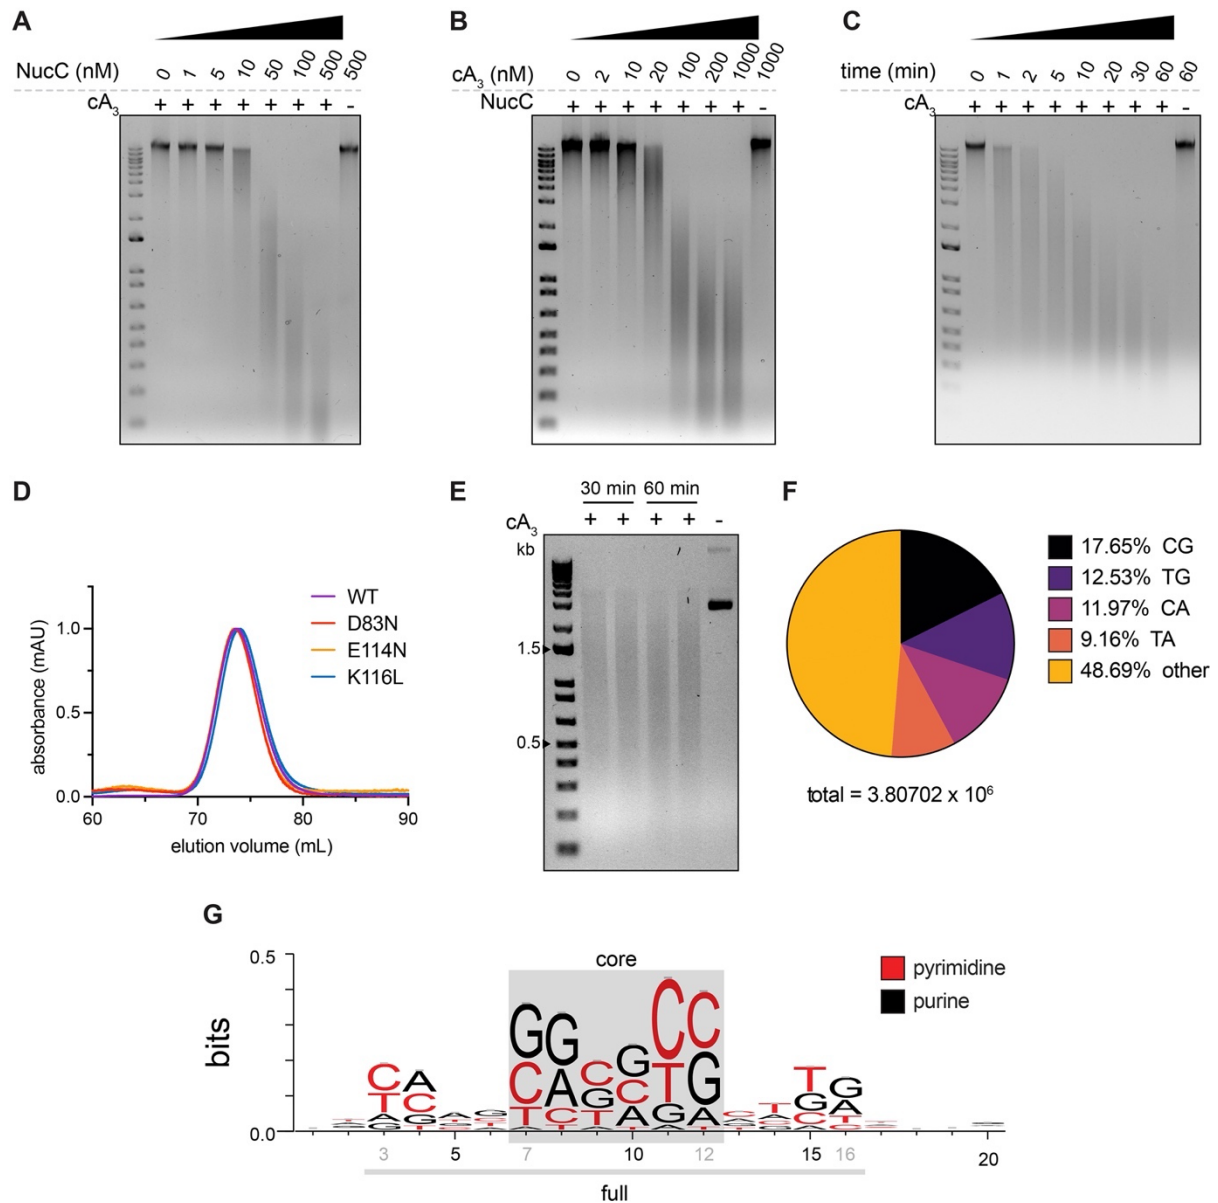 A
NucC (nM) 0 1 5 10 50 100 500 500
cA3 + + + + + + + -
B
cA3 (nM) 0 2 10 20 100 200 1000 1000
NucC + + + + + + + -
C
time (min) 0 1 2 5 10 20 30 60 60
cA3 + + + + + + + + -
D
absorbance (mAU)
1.0
0.5
0.0
60 70 80 90
elution volume (mL)
WT
D83N
E114N
K116L
E
30 min 60 min
cA3 + + + + -
kb
1.5
0.5
F
17.65% CG
12.53% TG
11.97% CA
9.16% TA
48.69% other
total = 3.80702 x 10⁶
G
bits
0.5
0.0
core
pyrimidine
purine
3 5 7 10 12 15 16 20
full